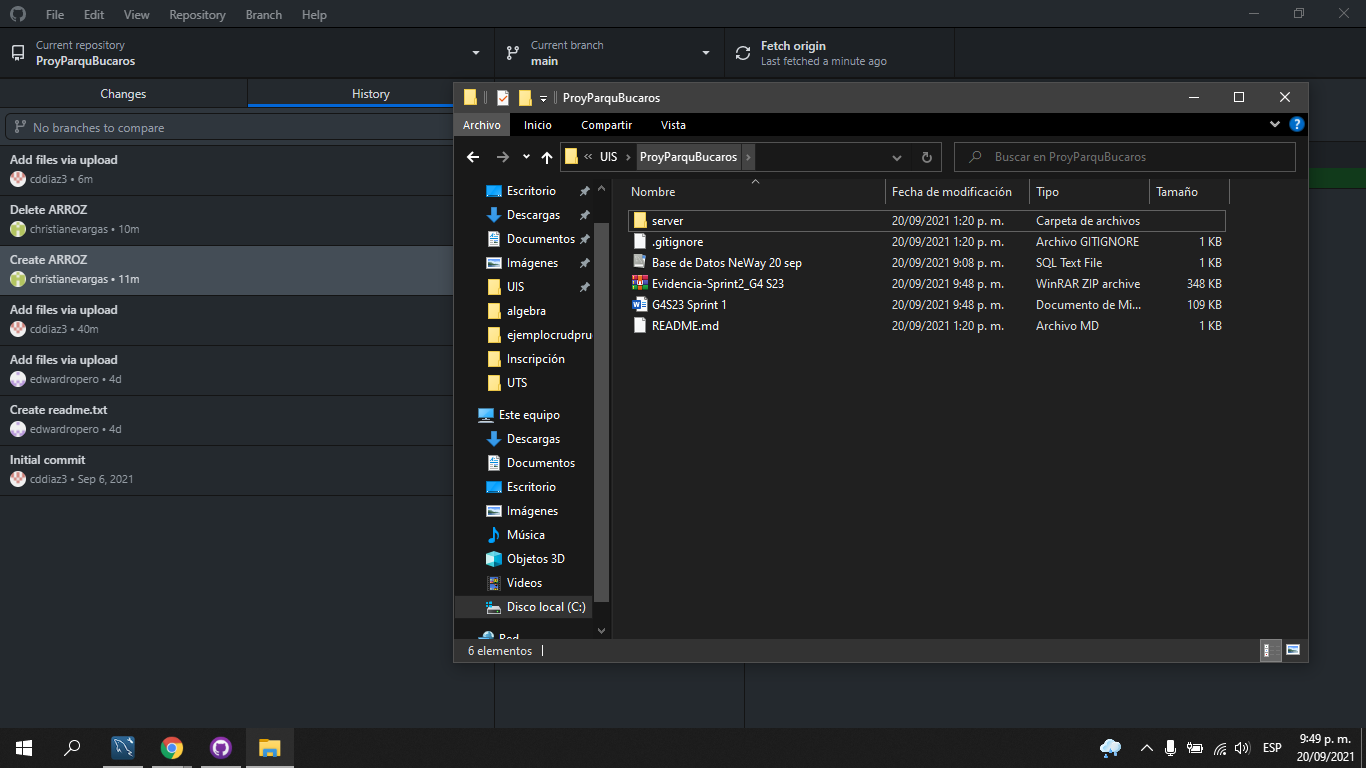 File Edit View Repository Branch Help
Current repository
ProyParquBucaros
Current branch
main
Fetch origin
Last fetched a minute ago
Changes
History
No branches to compare
Add files via upload
cddiaz3 • 6m
Delete ARROZ
christianevargas • 10m
Create ARROZ
christianevargas • 11m
Add files via upload
cddiaz3 • 40m
Add files via upload
edwardropero • 4d
Create readme.txt
edwardropero • 4d
Initial commit
cddiaz3 • Sep 6, 2021
ProyParquBucaros
Archivo Inicio Compartir Vista
« UIS › ProyParquBucaros ›
Buscar en ProyParquBucaros
Escritorio
Descargas
Documentos
Imágenes
UIS
algebra
ejemplocrudpru
Inscripción
UTS
Este equipo
Descargas
Documentos
Escritorio
Imágenes
Música
Objetos 3D
Videos
Disco local (C:)
Red
Nombre Fecha de modificación Tipo Tamaño
server 20/09/2021 1:20 p. m. Carpeta de archivos
.gitignore 20/09/2021 1:20 p. m. Archivo GITIGNORE 1 KB
Base de Datos NeWay 20 sep 20/09/2021 9:08 p. m. SQL Text File 1 KB
Evidencia-Sprint2_G4 S23 20/09/2021 9:48 p. m. WinRAR ZIP archive 348 KB
G4S23 Sprint 1 20/09/2021 9:48 p. m. Documento de Mi... 109 KB
README.md 20/09/2021 1:20 p. m. Archivo MD 1 KB
6 elementos
ESP
9:49 p. m.
20/09/2021